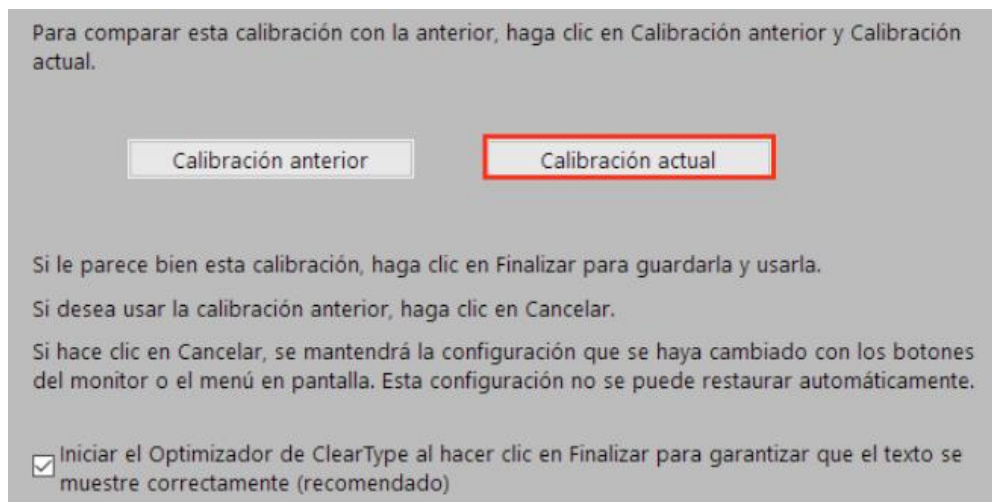 Para comparar esta calibración con la anterior, haga clic en Calibración anterior y Calibración
actual.
Calibración anterior
Calibración actual
Si le parece bien esta calibración, haga clic en Finalizar para guardarla y usarla.
Si desea usar la calibración anterior, haga clic en Cancelar.
Si hace clic en Cancelar, se mantendrá la configuración que se haya cambiado con los botones
del monitor o el menú en pantalla. Esta configuración no se puede restaurar automáticamente.
Iniciar el Optimizador de ClearType al hacer clic en Finalizar para garantizar que el texto se
muestre correctamente (recomendado)